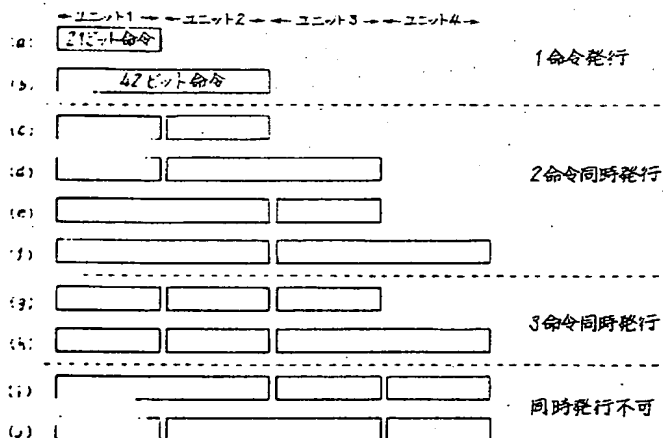 ←ユニット1→←ユニット2→←ユニット3→←ユニット4→
(a) 21ビット命令
1命令発行
(b) 42ビット命令
(c)
(d)
2命令同時発行
(e)
(f)
(g)
3命令同時発行
(h)
(i)
同時発行不可
(j)